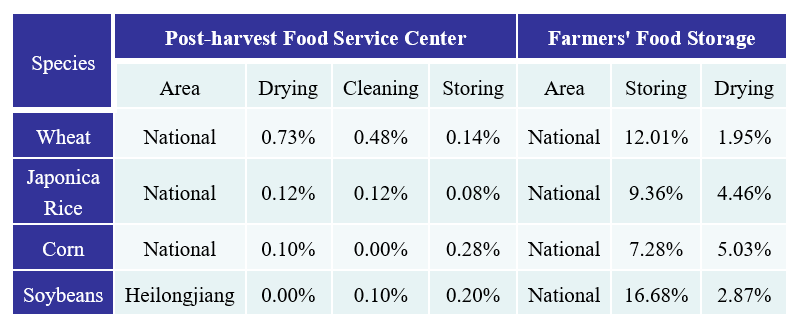 Species Post-harvest Food Service Center Farmers' Food Storage
Area Drying Cleaning Storing Area Storing Drying
Wheat National 0.73% 0.48% 0.14% National 12.01% 1.95%
Japonica
Rice National 0.12% 0.12% 0.08% National 9.36% 4.46%
Corn National 0.10% 0.00% 0.28% National 7.28% 5.03%
Soybeans Heilongjiang 0.00% 0.10% 0.20% National 16.68% 2.87%